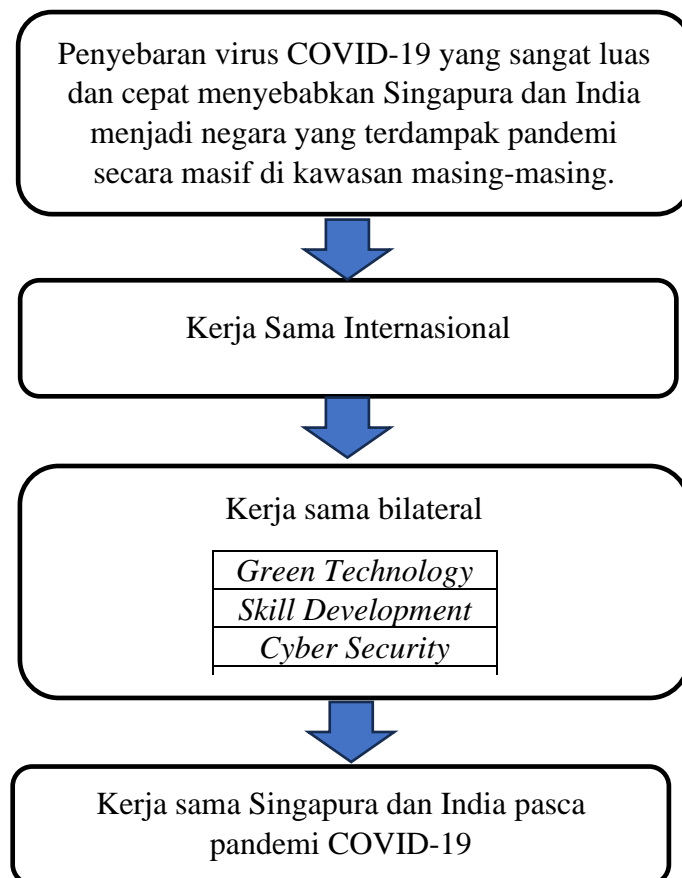 Penyebaran virus COVID-19 yang sangat luas
dan cepat menyebabkan Singapura dan India
menjadi negara yang terdampak pandemi
secara masif di kawasan masing-masing.
Kerja Sama Internasional
Kerja sama bilateral
Green Technology
Skill Development
Cyber Security
Kerja sama Singapura dan India pasca
pandemi COVID-19